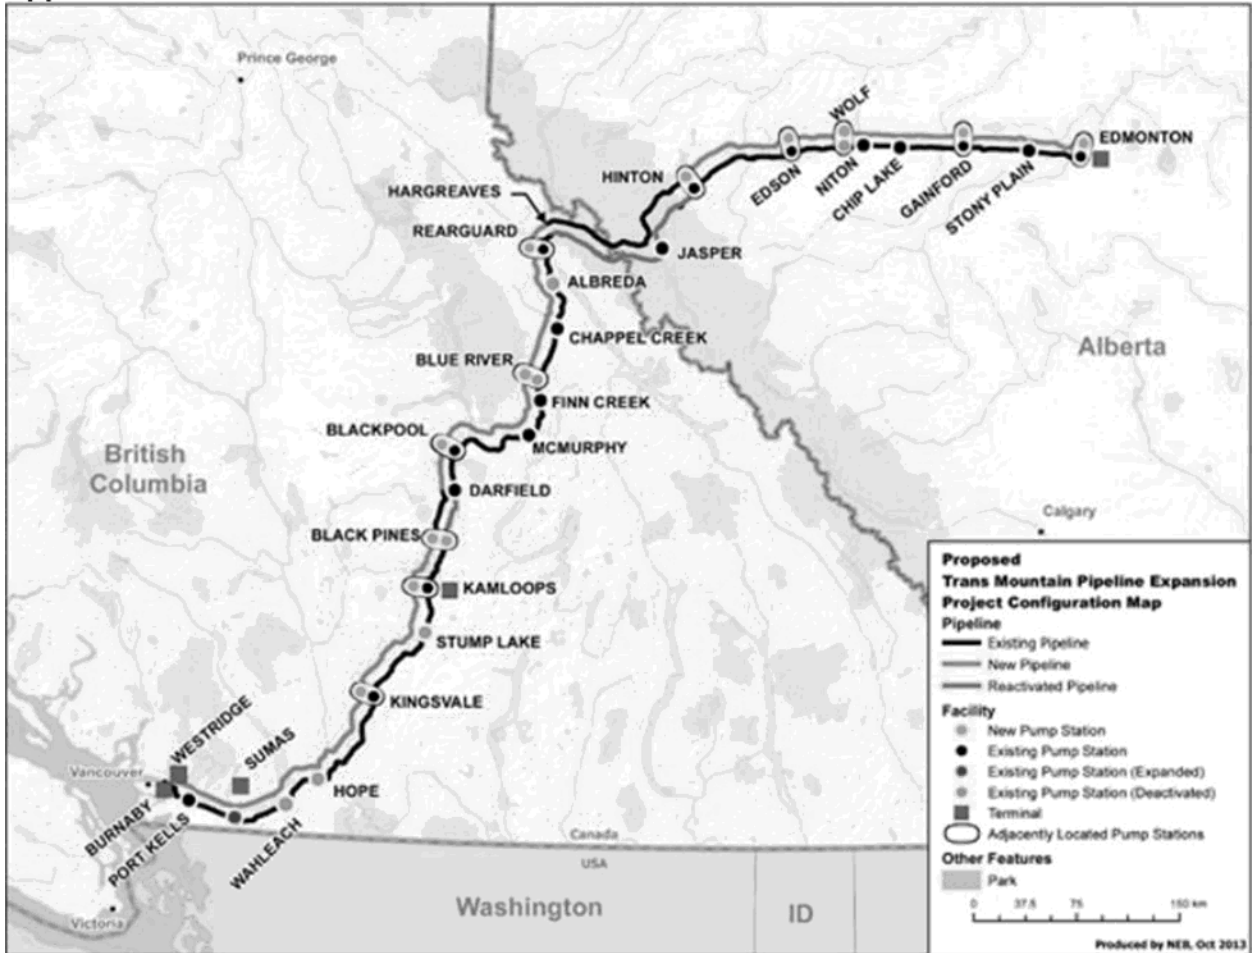 Prince George
WOLF
EDMONTON
HINTON
EDSON
NITON
CHIP LAKE
GAINFORD
STONY PLAIN
HARGREAVES
REARGUARD
JASPER
ALBREDA
CHAPPEL CREEK
Alberta
BLUE RIVER
FINN CREEK
BLACKPOOL
MCMURPHY
British
Columbia
DARFIELD
Calgary
BLACK PINES
KAMLOOPS
STUMP LAKE
KINGSVALE
WESTRIDGE
SUMAS
Vancouver
HOPE
BURNABY
PORT KELLS
WAHLEACH
Canada
USA
Victoria
Washington
ID
Proposed
Trans Mountain Pipeline Expansion
Project Configuration Map
Pipeline
Existing Pipeline
New Pipeline
Reactivated Pipeline
Facility
New Pump Station
Existing Pump Station
Existing Pump Station (Expanded)
Existing Pump Station (Deactivated)
Terminal
Adjacently Located Pump Stations
Other Features
Park
0 37.5 75 150 km
Produced by NEB, Oct 2013